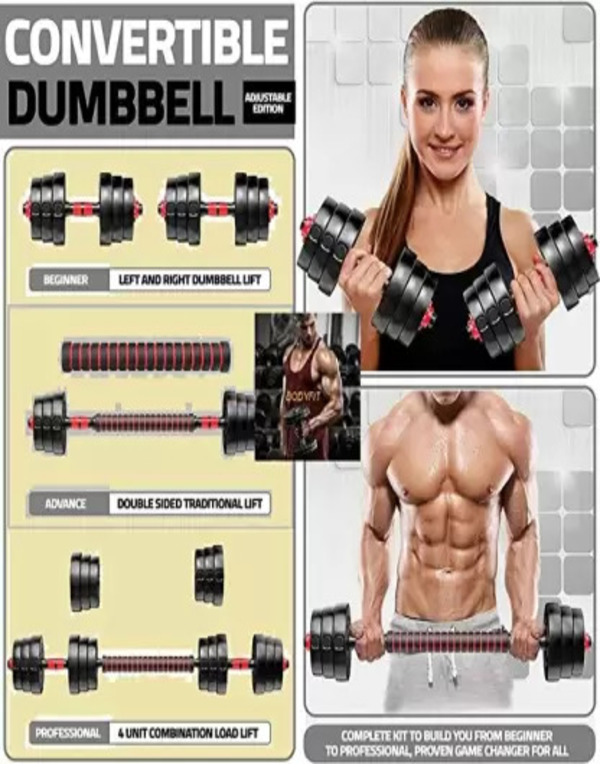 CONVERTIBLE
DUMBBELL
ADJUSTABLE
EDITION
BEGINNER LEFT AND RIGHT DUMBBELL LIFT
BODYFIT
ADVANCE DOUBLE SIDED TRADITIONAL LIFT
PROFESSIONAL 4 UNIT COMBINATION LOAD LIFT
COMPLETE KIT TO BUILD YOU FROM BEGINNER
TO PROFESSIONAL, PROVEN GAME CHANGER FOR ALL